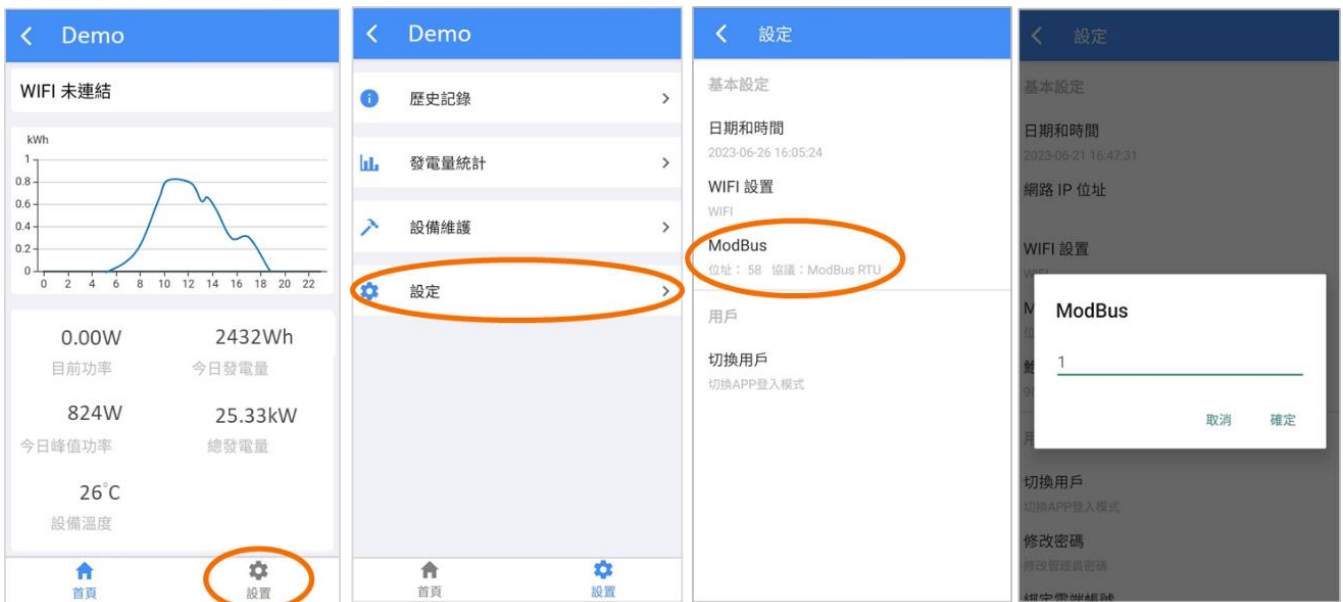 Demo
WIFI 未連結
kWh
1
0.8
0.6
0.4
0.2
0
0 2 4 6 8 10 12 14 16 18 20 22
0.00W 2432Wh
目前功率 今日發電量
824W 25.33kW
今日峰值功率 總發電量
26°C
設備溫度
首頁 設置
Demo
歷史記錄
發電量統計
設備維護
設定
首頁 設置
設定
基本設定
日期和時間
2023-06-26 16:05:24
WIFI 設置
WIFI
ModBus
位址： 58 協議：ModBus RTU
用戶
切換用戶
切換APP登入模式
設定
基本設定
日期和時間
2023-06-21 16:47:31
網路 IP 位址
WIFI 設置
ModBus
1
取消 確定
切換用戶
切換APP登入模式
修改密碼
修改管理員密碼
綁定雲端帳號